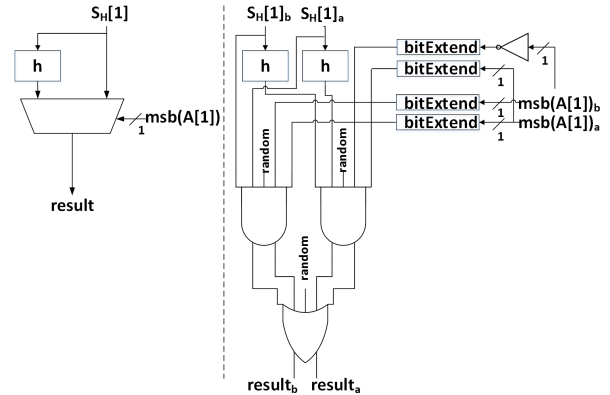 S_H[1]
h
msb(A[1])
1
result
S_H[1]_b S_H[1]_a
h h
bitExtend
1
bitExtend
1
bitExtend
1
msb(A[1])_b
bitExtend
1
msb(A[1])_a
random
random
random
result_b result_a